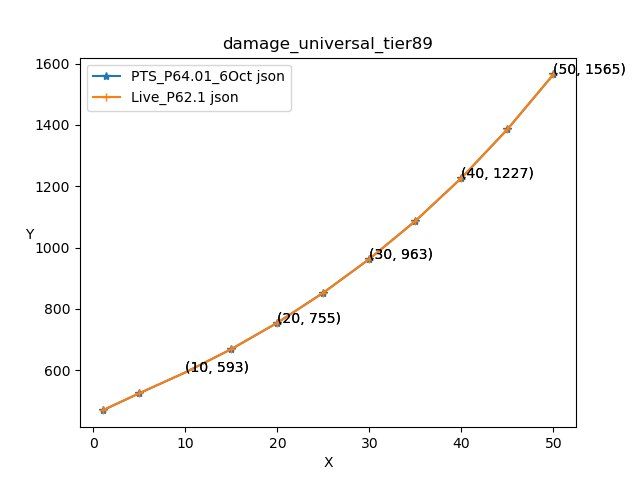 damage_universal_tier89
PTS_P64.01_6Oct json
Live_P62.1 json
1600
1400
1200
1000
800
600
Y
(50, 1565)
(40, 1227)
(30, 963)
(20, 755)
(10, 593)
0 10 20 30 40 50
X